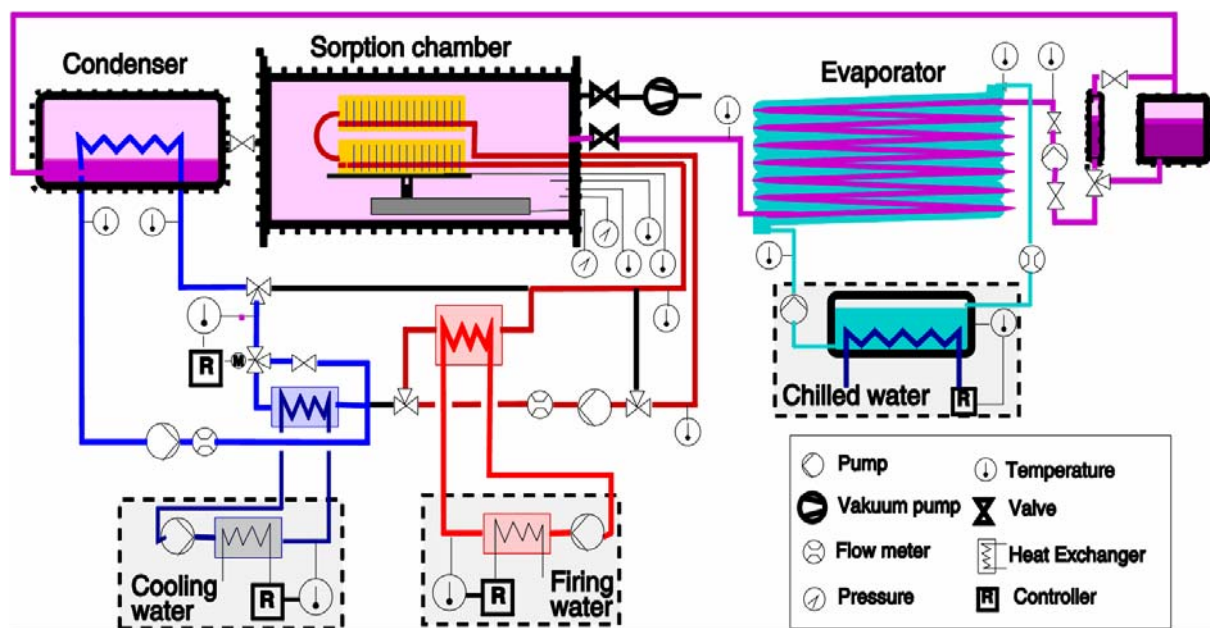 Sorption chamber
Condenser
Evaporator
R
M
Chilled water
R
Pump
Temperature
Vakuum pump
Valve
Flow meter
Heat Exchanger
Pressure
R
Controller
Cooling
water
R
R
Firing
water